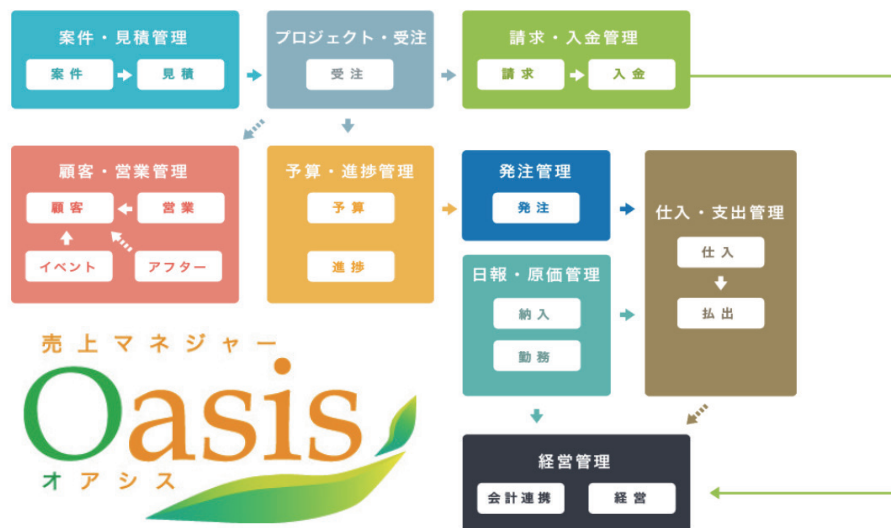 案件・見積管理
案件
見積
プロジェクト・受注
受注
請求・入金管理
請求
入金
顧客・営業管理
顧客
営業
イベント
アフター
予算・進捗管理
予算
進捗
発注管理
発注
日報・原価管理
納入
勤務
仕入・支出管理
仕入
払出
売上マネジャー
Oasis
オアシス
経営管理
会計連携
経営